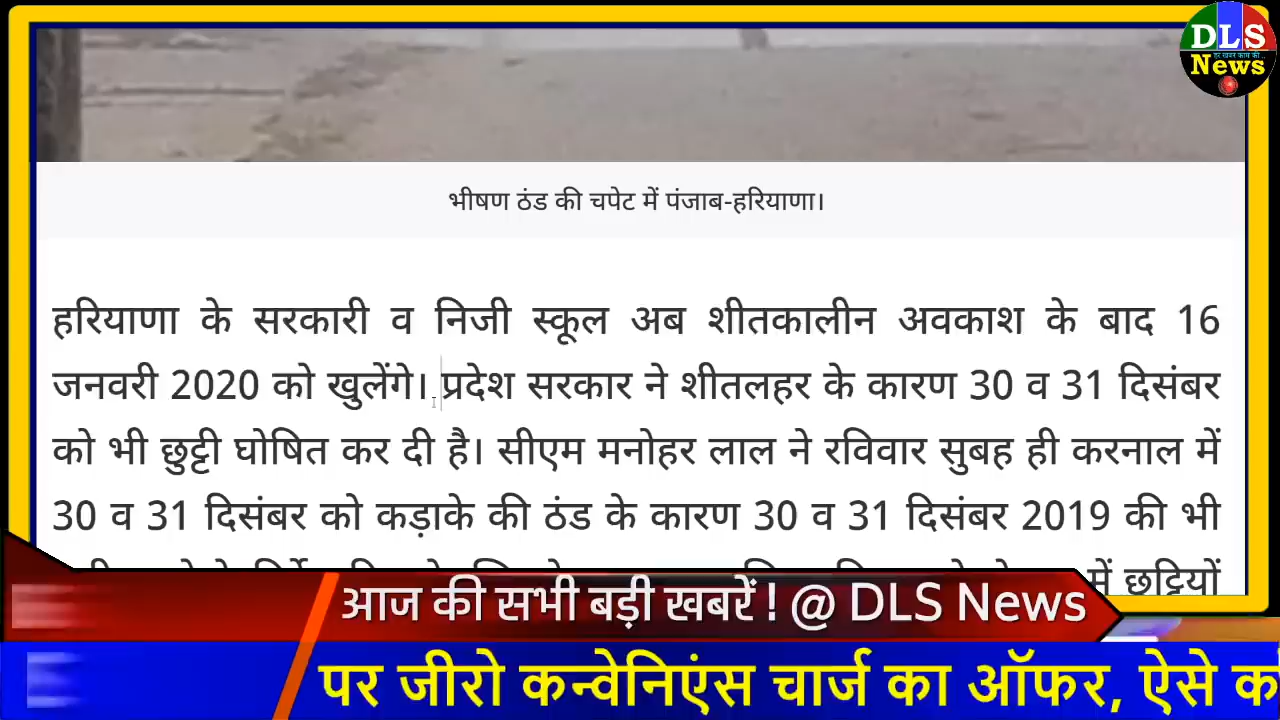 DLS
हर खबर काम की..
News
भीषण ठंड की चपेट में पंजाब-हरियाणा।
हरियाणा के सरकारी व निजी स्कूल अब शीतकालीन अवकाश के बाद 16
जनवरी 2020 को खुलेंगे। प्रदेश सरकार ने शीतलहर के कारण 30 व 31 दिसंबर
को भी छुट्टी घोषित कर दी है। सीएम मनोहर लाल ने रविवार सुबह ही करनाल में
30 व 31 दिसंबर को कड़ाके की ठंड के कारण 30 व 31 दिसंबर 2019 की भी
में छुट्टियों
आज की सभी बड़ी खबरें ! @ DLS News
पर जीरो कन्वेनिएंस चार्ज का ऑफर, ऐसे